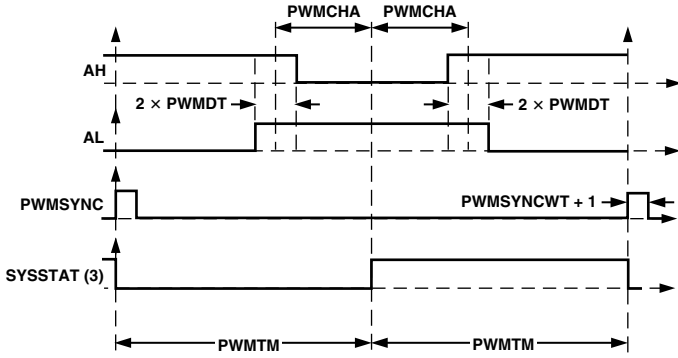 PWMCHA PWMCHA
AH
2 × PWMDT 2 × PWMDT
AL
PWMSYNC PWMSYNCWT + 1
SYSSTAT (3)
PWMTM PWMTM